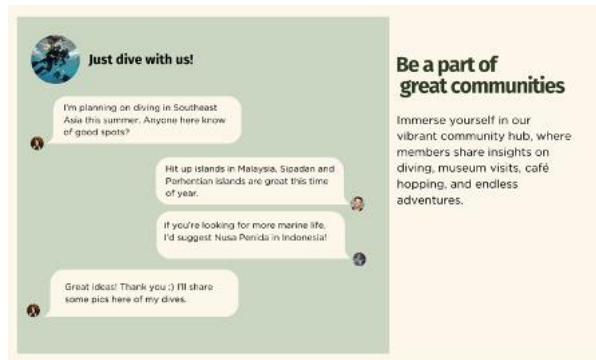 Just dive with us!
I'm planning on diving in Southeast
Asia this summer. Anyone here know
of good spots?
Hit up islands in Malaysia. Sipadan and
Perhentian islands are great this time
of year.
If you're looking for more marine life,
I'd suggest Nusa Penida in Indonesia!
Great ideas! Thank you :) I'll share
some pics here of my dives.
Be a part of
great communities
Immerse yourself in our
vibrant community hub, where
members share insights on
diving, museum visits, café
hopping, and endless
adventures.